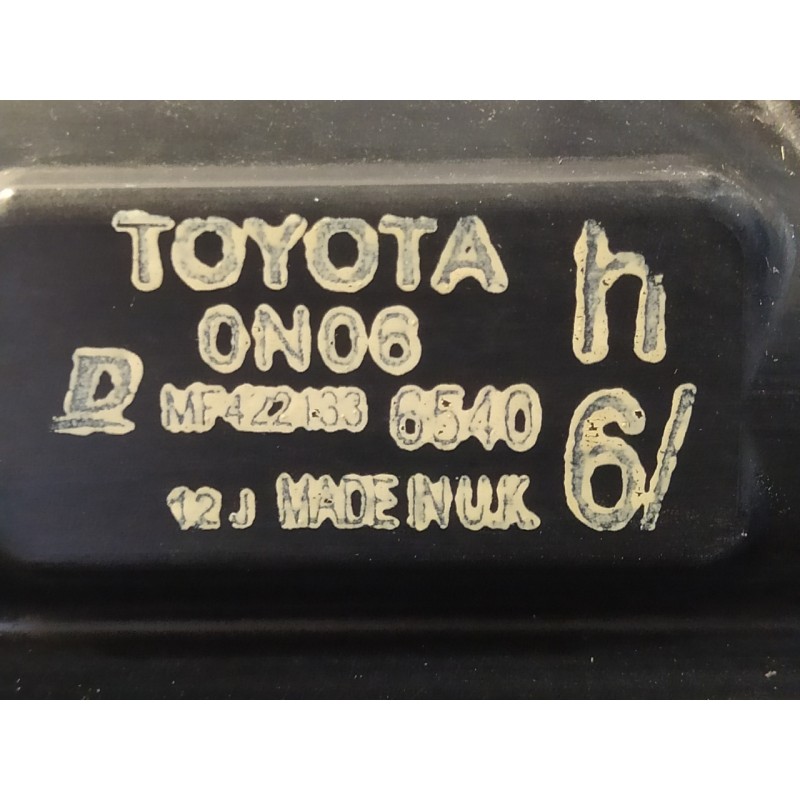 TOYOTA
0N06
D MF422133 6540
12 J MADE IN U.K
h
6/